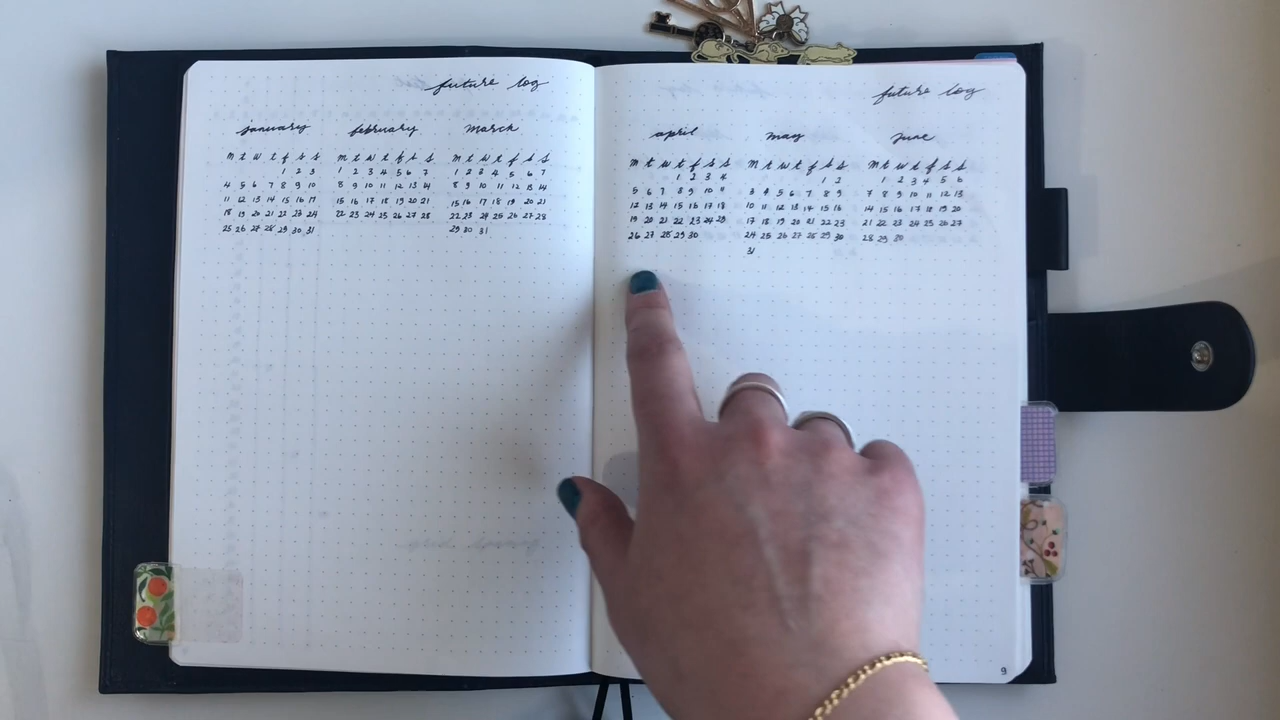 future log
january
m t w t f s s
1 2 3
4 5 6 7 8 9 10
11 12 13 14 15 16 17
18 19 20 21 22 23 24
25 26 27 28 29 30 31
february
m t w t f s s
1 2 3 4 5 6 7
8 9 10 11 12 13 14
15 16 17 18 19 20 21
22 23 24 25 26 27 28
march
m t w t f s s
1 2 3 4 5 6 7
8 9 10 11 12 13 14
15 16 17 18 19 20 21
22 23 24 25 26 27 28
29 30 31
future log
april
m t w t f s s
1 2 3 4
5 6 7 8 9 10 11
12 13 14 15 16 17 18
19 20 21 22 23 24 25
26 27 28 29 30
may
m t w t f s s
1 2
3 4 5 6 7 8 9
10 11 12 13 14 15 16
17 18 19 20 21 22 23
24 25 26 27 28 29 30
31
june
m t w t f s s
1 2 3 4 5 6
7 8 9 10 11 12 13
14 15 16 17 18 19 20
21 22 23 24 25 26 27
28 29 30
9